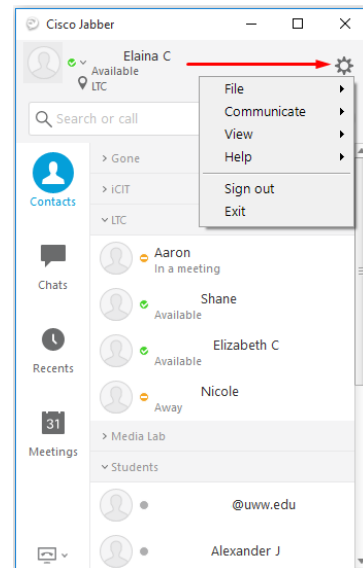 Cisco Jabber
Elaina C
Available
LTC
Search or call
File
Communicate
View
Help
Sign out
Exit
Contacts
Chats
Recents
31
Meetings
Gone
iCIT
LTC
Aaron
In a meeting
Shane
Available
Elizabeth C
Available
Nicole
Away
Media Lab
Students
@uww.edu
Alexander J